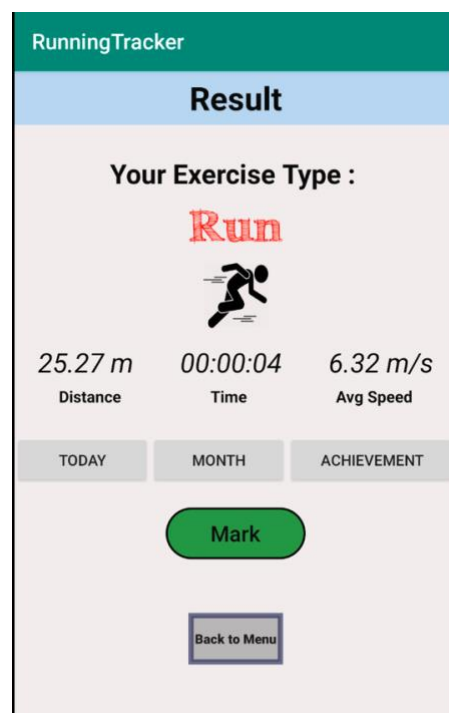 RunningTracker
Result
Your Exercise Type :
Run
25.27 m 00:00:04 6.32 m/s
Distance Time Avg Speed
TODAY MONTH ACHIEVEMENT
Mark
Back to Menu